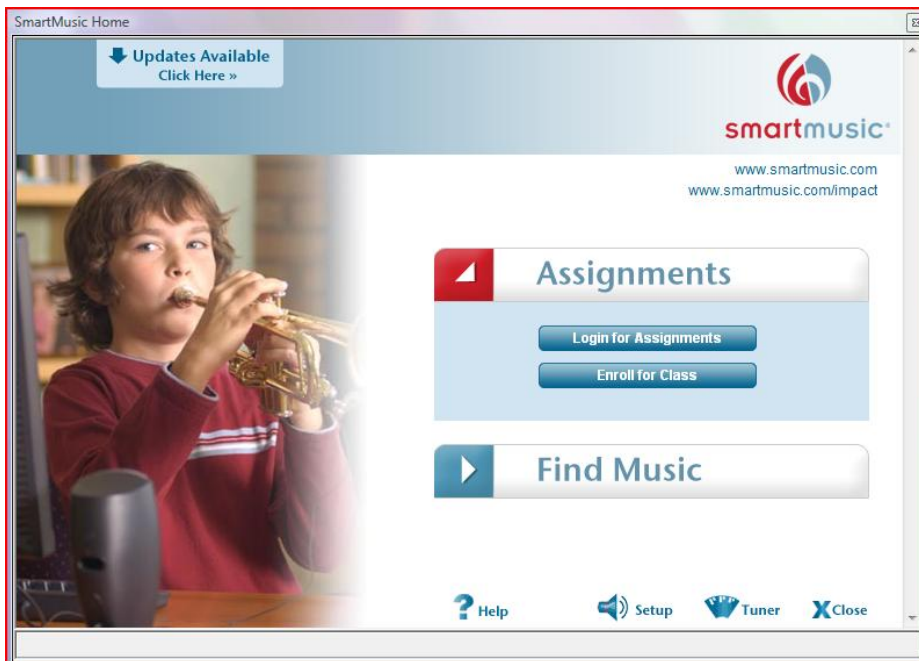 SmartMusic Home
Updates Available
Click Here »
smartmusic®
www.smartmusic.com
www.smartmusic.com/impact
Assignments
Login for Assignments
Enroll for Class
Find Music
? Help
Setup
Tuner
X Close